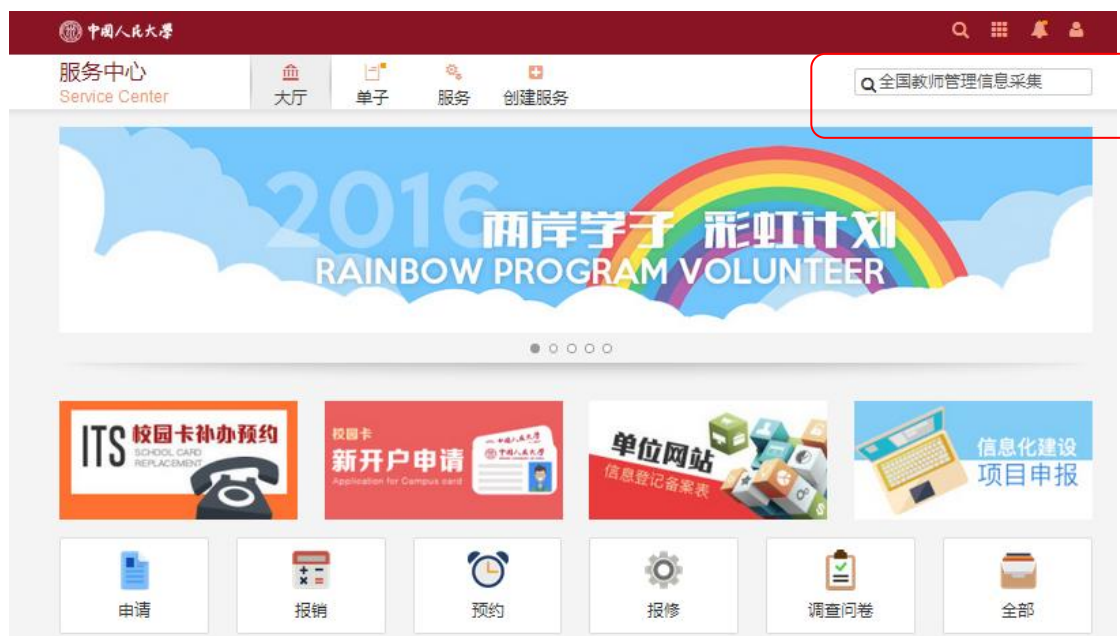 中国人民大学
服务中心
Service Center
大厅
单子
服务
创建服务
全国教师管理信息采集
2016
两岸学子 彩虹计划
RAINBOW PROGRAM VOLUNTEER
ITS 校园卡补办预约
SCHOOL CARD
REPLACEMENT
校园卡
新开户申请
Application for Campus card
中国人民大学
单位网站
信息登记备案表
信息化建设
项目申报
申请
报销
预约
报修
调查问卷
全部